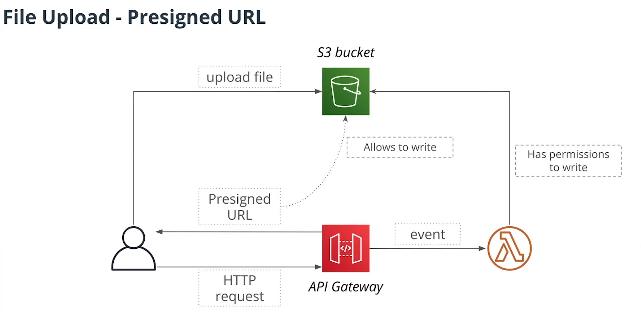 File Upload - Presigned URL
S3 bucket
upload file
Allows to write
Has permissions
to write
Presigned
URL
event
HTTP
request
API Gateway